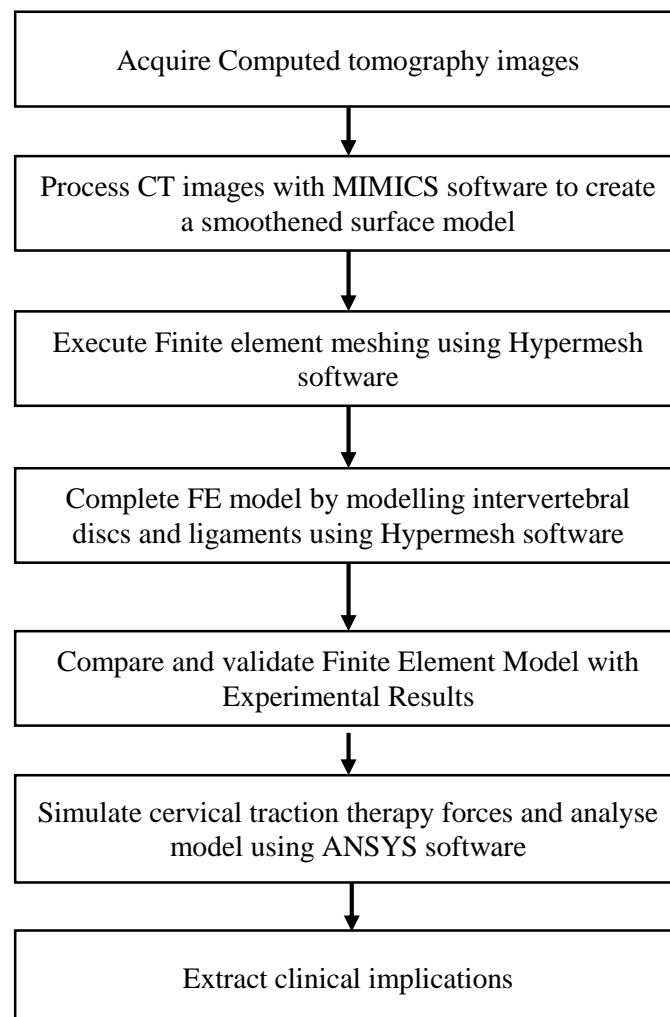 Acquire Computed tomography images
Process CT images with MIMICS software to create
a smoothened surface model
Execute Finite element meshing using Hypermesh
software
Complete FE model by modelling intervertebral
discs and ligaments using Hypermesh software
Compare and validate Finite Element Model with
Experimental Results
Simulate cervical traction therapy forces and analyse
model using ANSYS software
Extract clinical implications